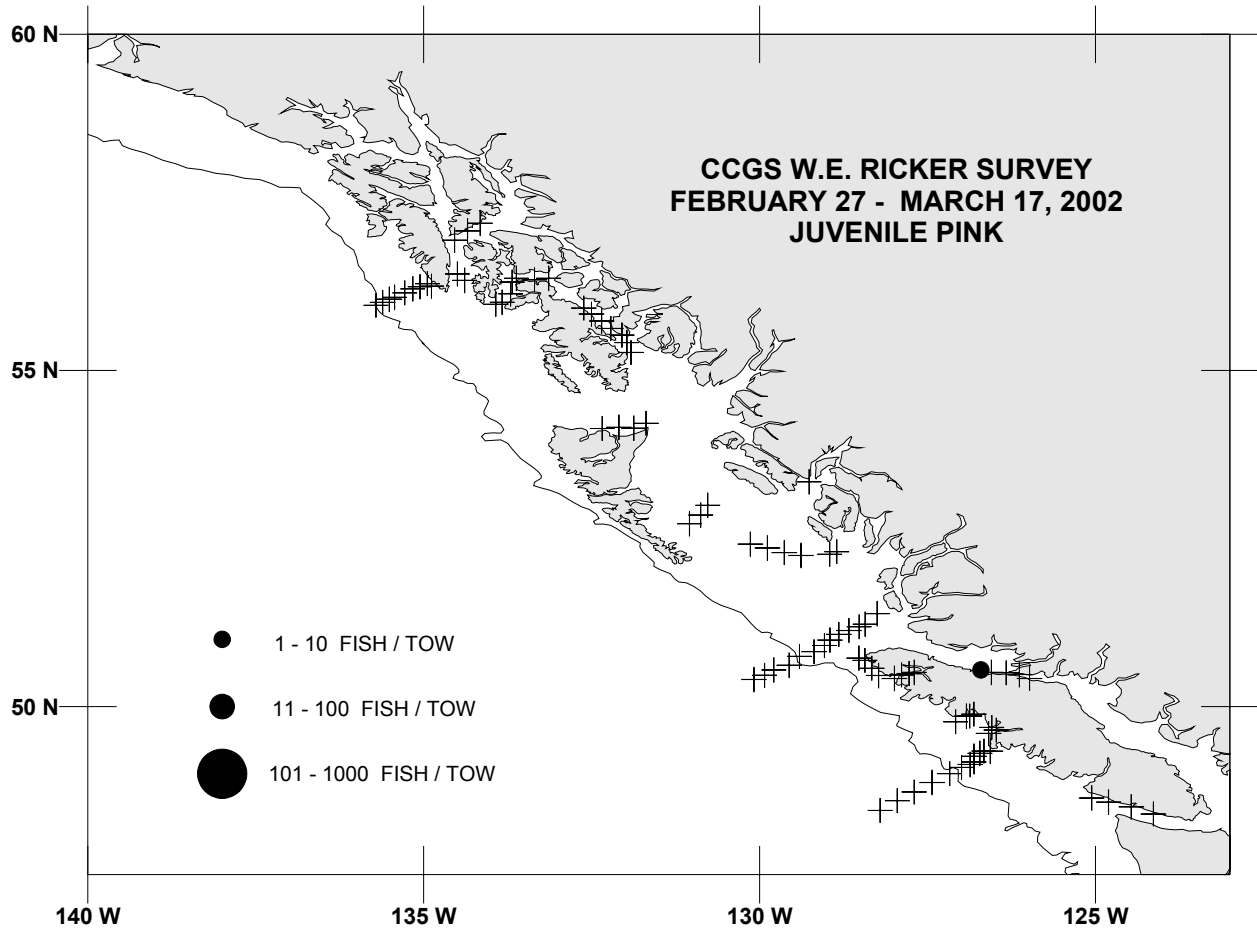 60 N
CCGS W.E. RICKER SURVEY
FEBRUARY 27 - MARCH 17, 2002
JUVENILE PINK
55 N
1 - 10 FISH / TOW
50 N
11 - 100 FISH / TOW
101 - 1000 FISH / TOW
140 W
135 W
130 W
125 W